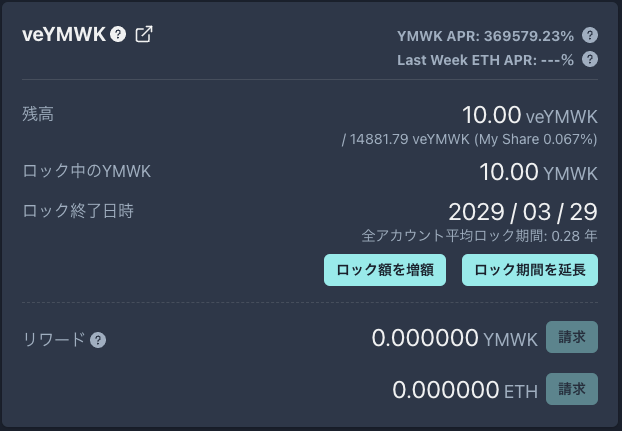 veYMWK ?
YMWK APR: 369579.23% ?
Last Week ETH APR: ---% ?
残高
10.00 veYMWK
/ 14881.79 veYMWK (My Share 0.067%)
ロック中のYMWK
10.00 YMWK
ロック終了日時
2029 / 03 / 29
全アカウント平均ロック期間: 0.28 年
ロック額を増額
ロック期間を延長
リワード ?
0.000000 YMWK
請求
0.000000 ETH
請求